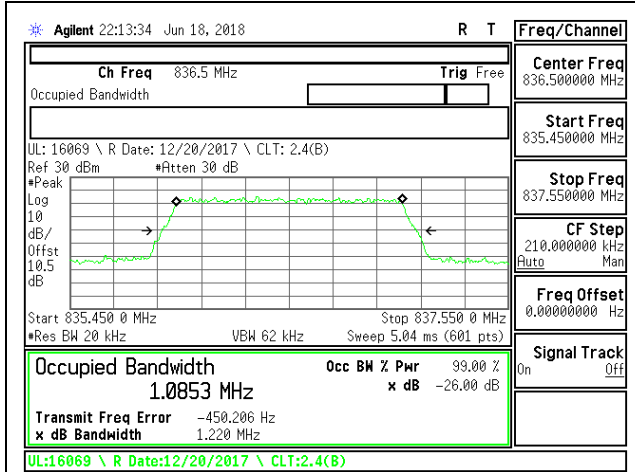 Agilent 22:13:34 Jun 18, 2018 R T
Freq/Channel
Ch Freq 836.5 MHz Trig Free
Occupied Bandwidth
Center Freq
836.500000 MHz
Start Freq
835.450000 MHz
UL: 16069 \ R Date: 12/20/2017 \ CLT: 2.4(B)
Ref 30 dBm #Atten 30 dB
#Peak
Log
10
dB/
Offst
10.5
dB
Stop Freq
837.550000 MHz
CF Step
210.000000 kHz
Auto Man
Freq Offset
0.00000000 Hz
Start 835.450 0 MHz Stop 837.550 0 MHz
#Res BW 20 kHz VBW 62 kHz Sweep 5.04 ms (601 pts)
Signal Track
On Off
Occupied Bandwidth Occ BW % Pwr 99.00 %
1.0853 MHz x dB -26.00 dB
Transmit Freq Error -450.206 Hz
x dB Bandwidth 1.220 MHz
UL:16069 \ R Date:12/20/2017 \ CLT:2.4(B)